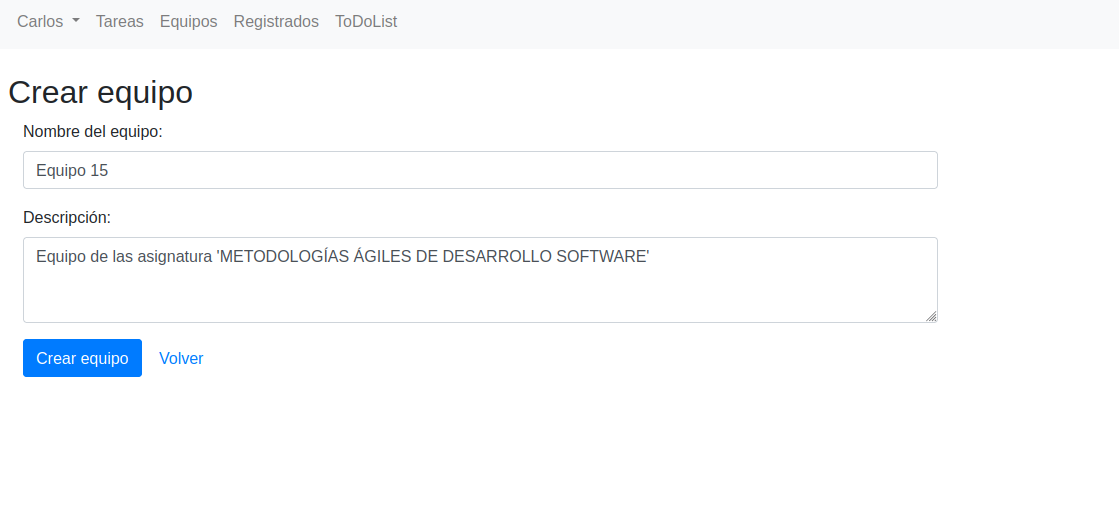 Carlos Tareas Equipos Registrados ToDoList
Crear equipo
Nombre del equipo:
Equipo 15
Descripción:
Equipo de las asignatura 'METODOLOGÍAS ÁGILES DE DESARROLLO SOFTWARE'
Crear equipo Volver